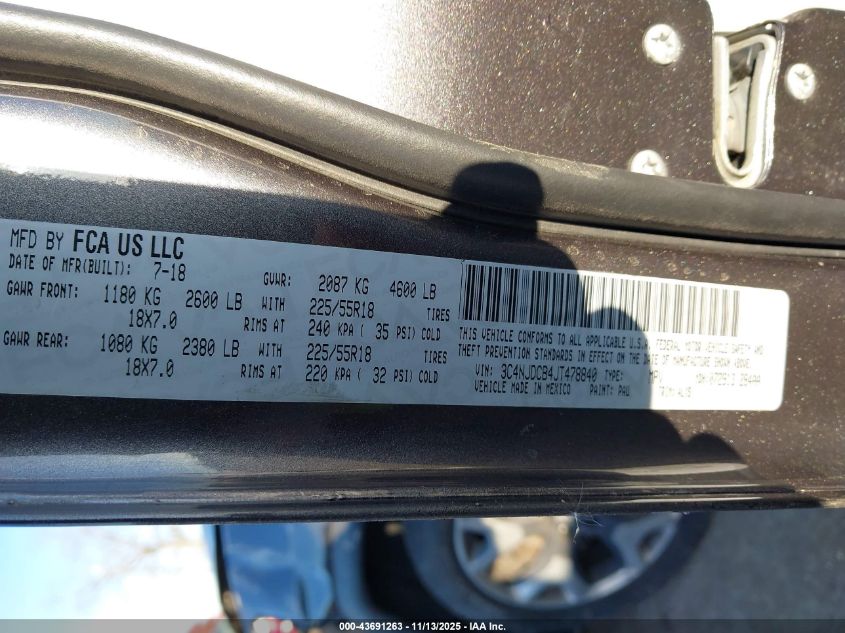 MFD BY FCA US LLC
DATE OF MFR(BUILT): 7-18 GVWR: 2087 KG 4600 LB
GAWR FRONT: 1180 KG 2600 LB WITH 225/55R18 TIRES
18X7.0 RIMS AT 240 KPA ( 35 PSI) COLD
GAWR REAR: 1080 KG 2380 LB WITH 225/55R18 TIRES
18X7.0 RIMS AT 220 KPA ( 32 PSI) COLD
THIS VEHICLE CONFORMS TO ALL APPLICABLE U.S.A. FEDERAL MOTOR VEHICLE SAFETY AND
THEFT PREVENTION STANDARDS IN EFFECT ON THE DATE OF MANUFACTURE SHOWN ABOVE.
VIN: 3C4NJDCB4JT478840 TYPE:
VEHICLE MADE IN MEXICO PAINT: PAU
000-43691263 - 11/13/2025 - IAA Inc.